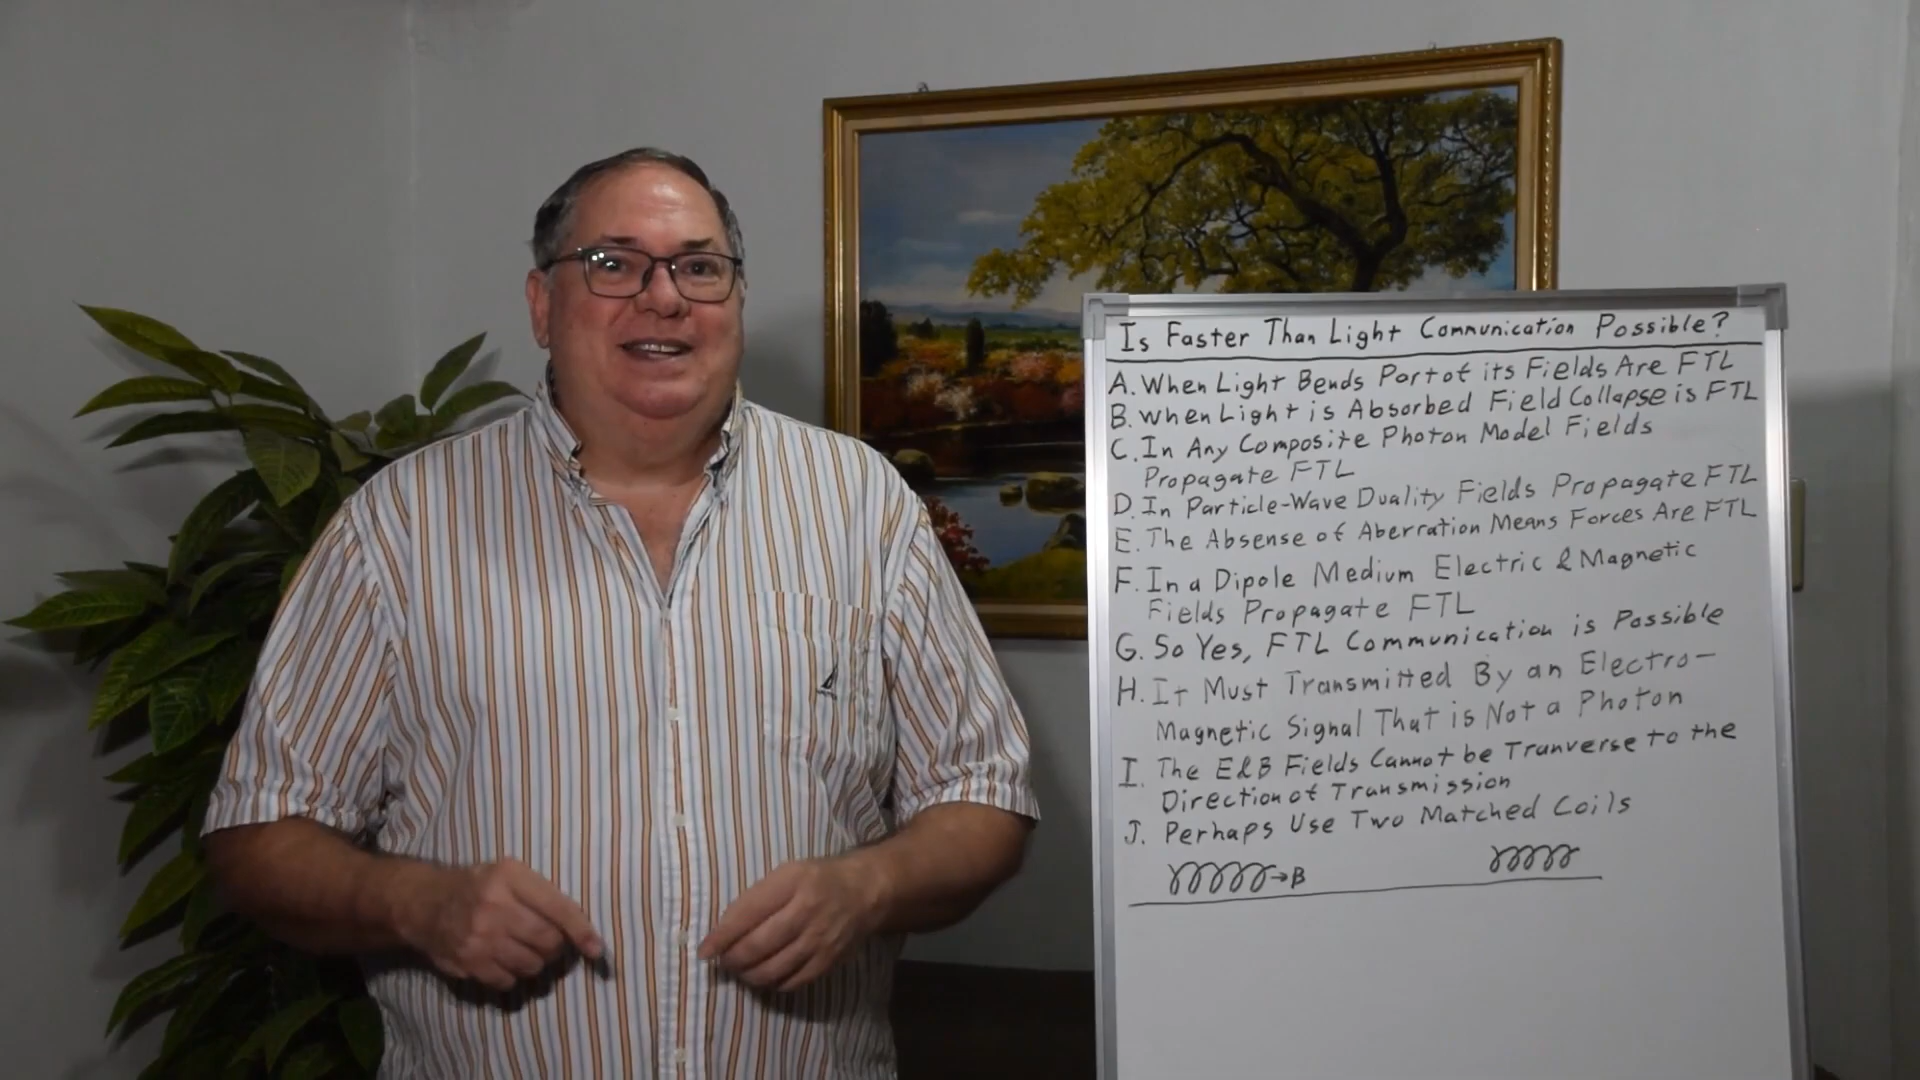 Is Faster Than Light Communication Possible?
A. When Light Bends Part of its Fields Are FTL
B. When Light is Absorbed Field Collapse is FTL
C. In Any Composite Photon Model Fields
Propagate FTL
D. In Particle-Wave Duality Fields Propagate FTL
E. The Absense of Aberration Means Forces Are FTL
F. In a Dipole Medium Electric & Magnetic
Fields Propagate FTL
G. So Yes, FTL Communication is Possible
H. It Must Transmitted By an Electro-
Magnetic Signal That is Not a Photon
I. The E&B Fields Cannot be Tranverse to the
Direction of Transmission
J. Perhaps Use Two Matched Coils
→B